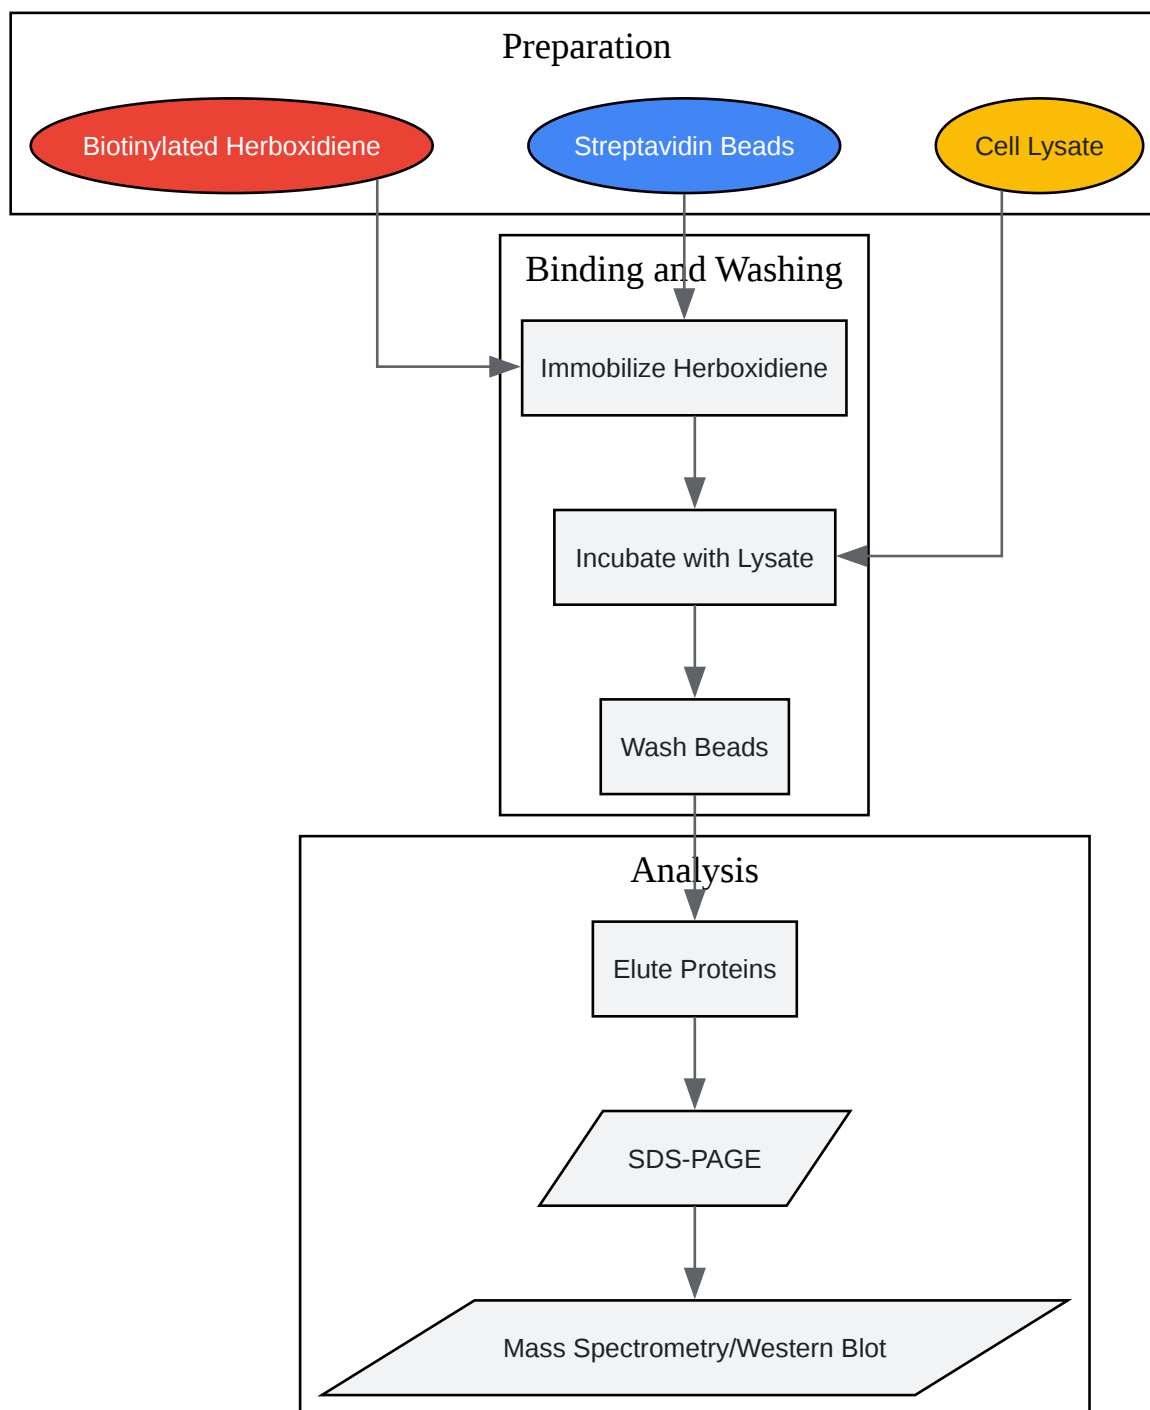 Preparation
Biotinylated Herboxidiene
Streptavidin Beads
Cell Lysate
Binding and Washing
Immobilize Herboxidiene
Incubate with Lysate
Wash Beads
Analysis
Elute Proteins
SDS-PAGE
Mass Spectrometry/Western Blot